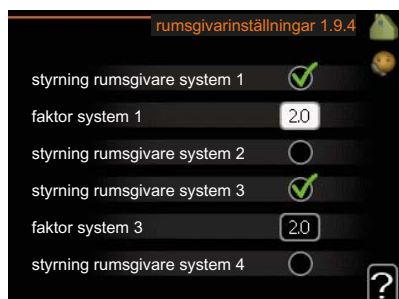 rumsgivarinställningar 1.9.4
styrning rumsgivare system 1
faktor system 1 2.0
styrning rumsgivare system 2
styrning rumsgivare system 3
faktor system 3 2.0
styrning rumsgivare system 4
?